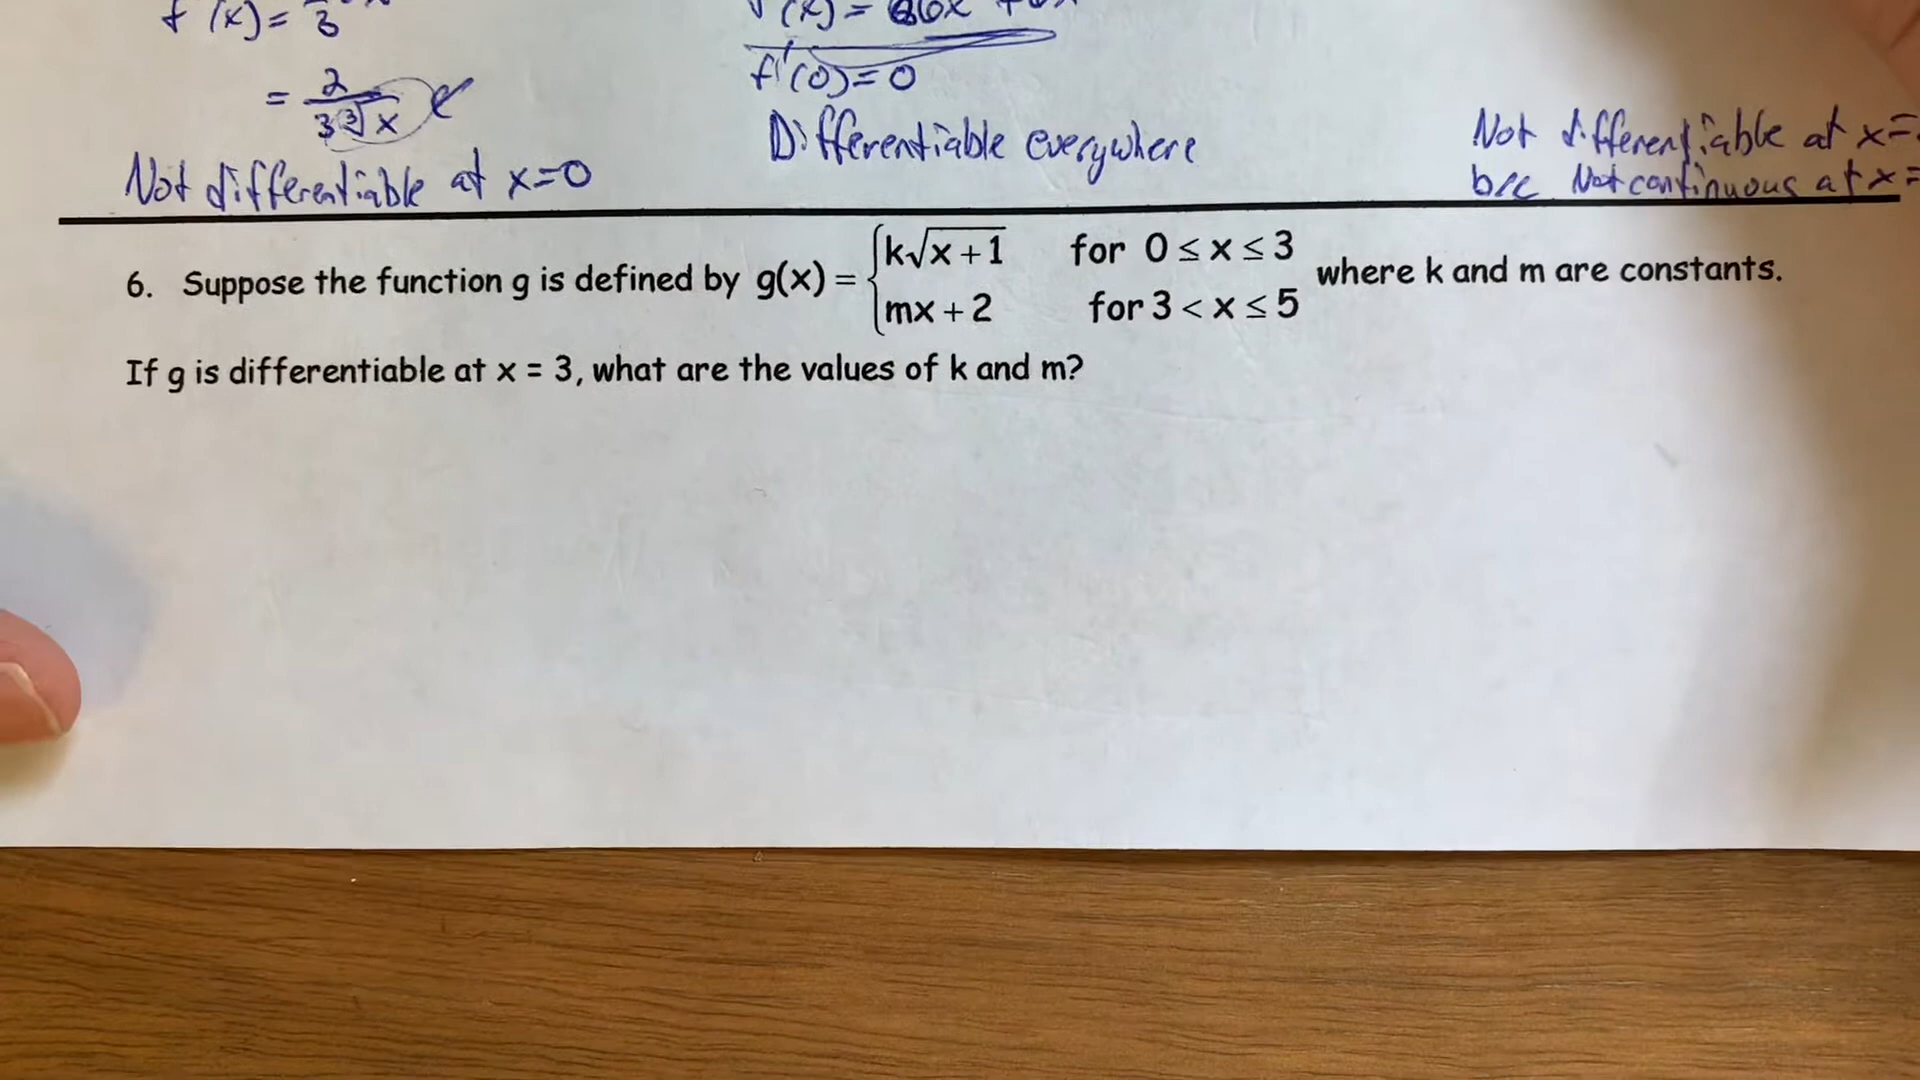 f'(x)= 2/3
= 2/(3∛x)
Not differentiable at x=0
f'(0)=0
Differentiable everywhere
Not differentiable at x=
b/c Not continuous at x=
6. Suppose the function g is defined by g(x) = { k√(x + 1) for 0 ≤ x ≤ 3
mx + 2 for 3 < x ≤ 5 where k and m are constants.
If g is differentiable at x = 3, what are the values of k and m?